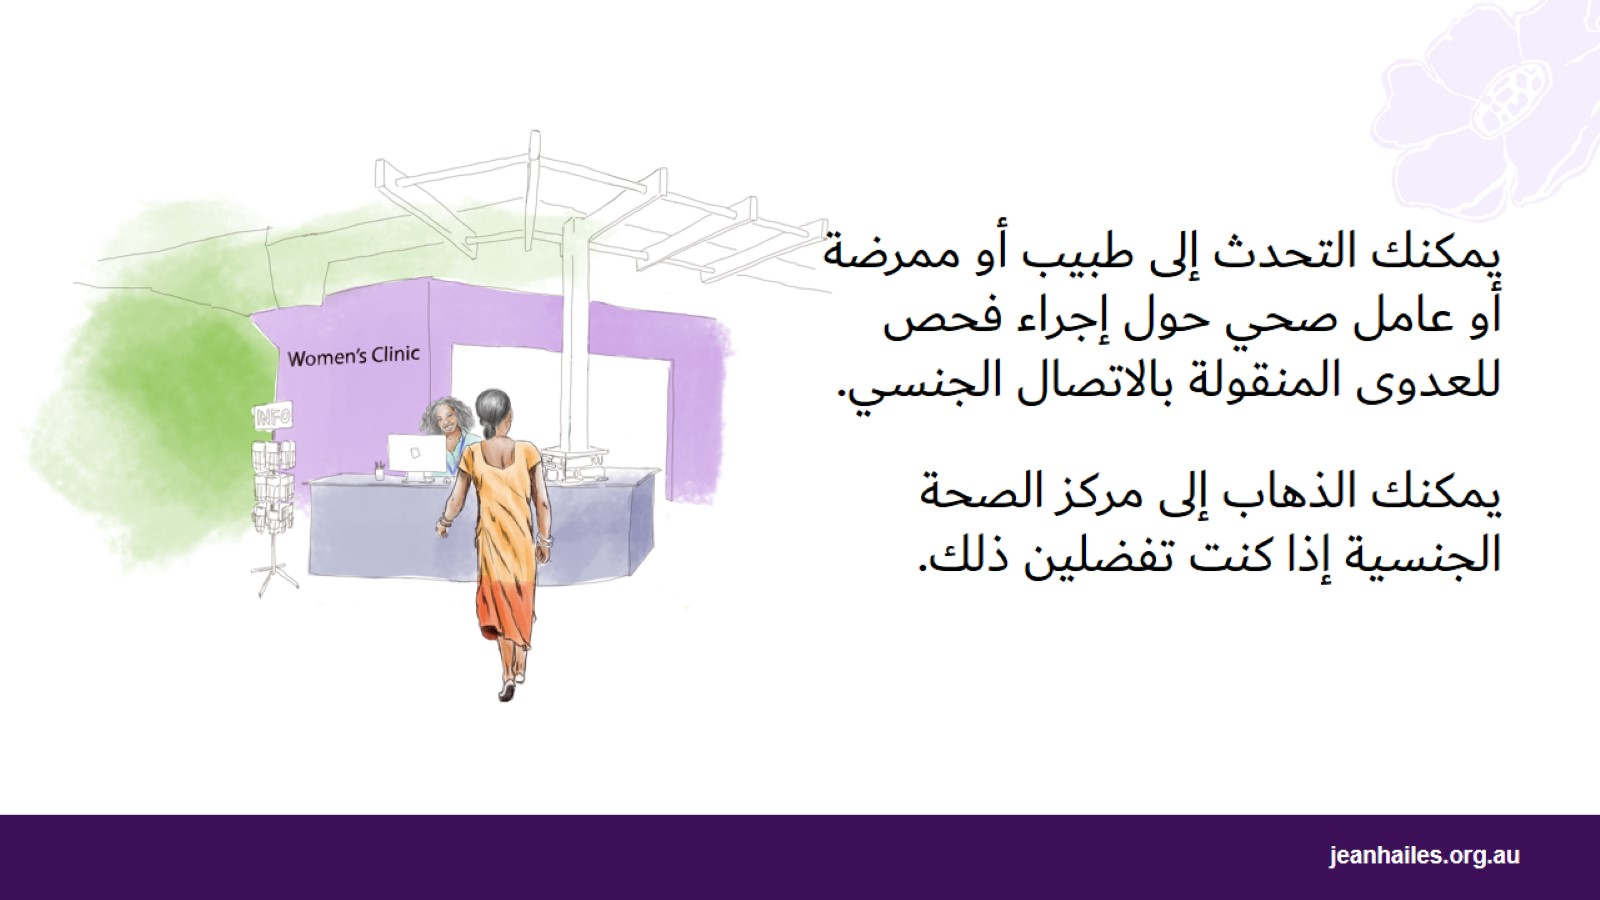 يمكنك التحدث إلى طبيب أو ممرضة
أو عامل صحي حول إجراء فحص
للعدوى المنقولة بالاتصال الجنسي.
يمكنك الذهاب إلى مركز الصحة
الجنسية إذا كنت تفضلين ذلك.
Women's Clinic
INFO
jeanhailes.org.au